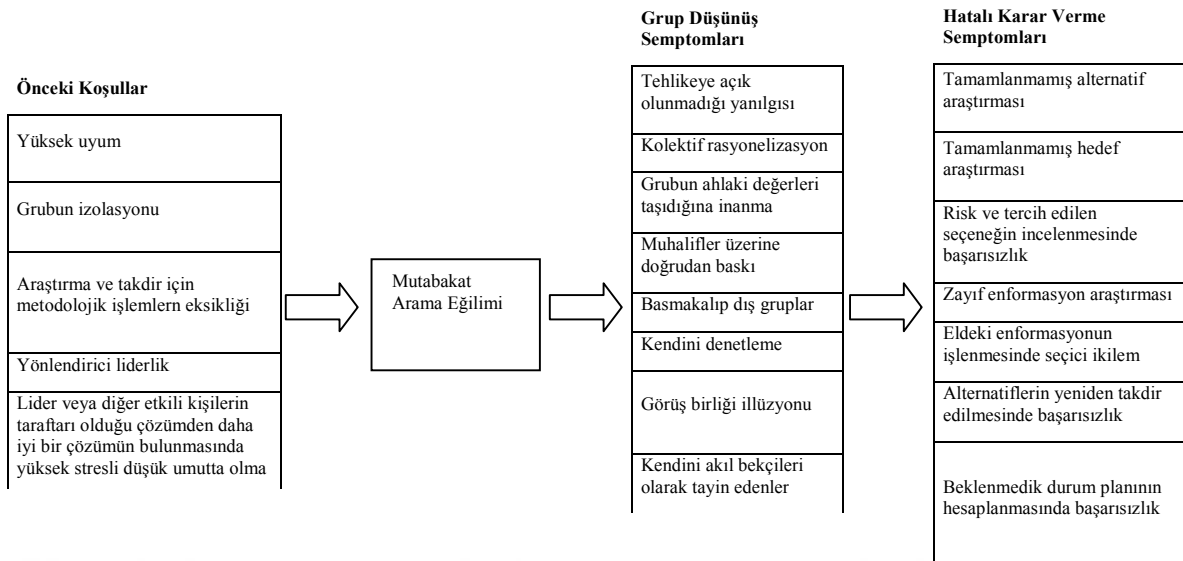 Önceki Koşullar
Yüksek uyum
Grubun izolasyonu
Araştırma ve takdir için
metodolojik işlemlern eksikliği
Yönlendirici liderlik
Lider veya diğer etkili kişilerin
taraftarı olduğu çözümden daha
iyi bir çözümün bulunmasında
yüksek stresli düşük umutta olma
Mutabakat
Arama Eğilimi
Grup Düşünüş
Semptomları
Tehlikeye açık
olunmadığı yanılgısı
Kolektif rasyonelizasyon
Grubun ahlaki değerleri
taşıdığına inanma
Muhalifler üzerine
doğrudan baskı
Basmakalıp dış gruplar
Kendini denetleme
Görüş birliği illüzyonu
Kendini akıl bekçileri
olarak tayin edenler
Hatalı Karar Verme
Semptomları
Tamamlanmamış alternatif
araştırması
Tamamlanmamış hedef
araştırması
Risk ve tercih edilen
seçeneğin incelenmesinde
başarısızlık
Zayıf enformasyon araştırması
Eldeki enformasyonun
işlenmesinde seçici ikilem
Alternatiflerin yeniden takdir
edilmesinde başarısızlık
Beklenmedik durum planının
hesaplanmasında başarısızlık